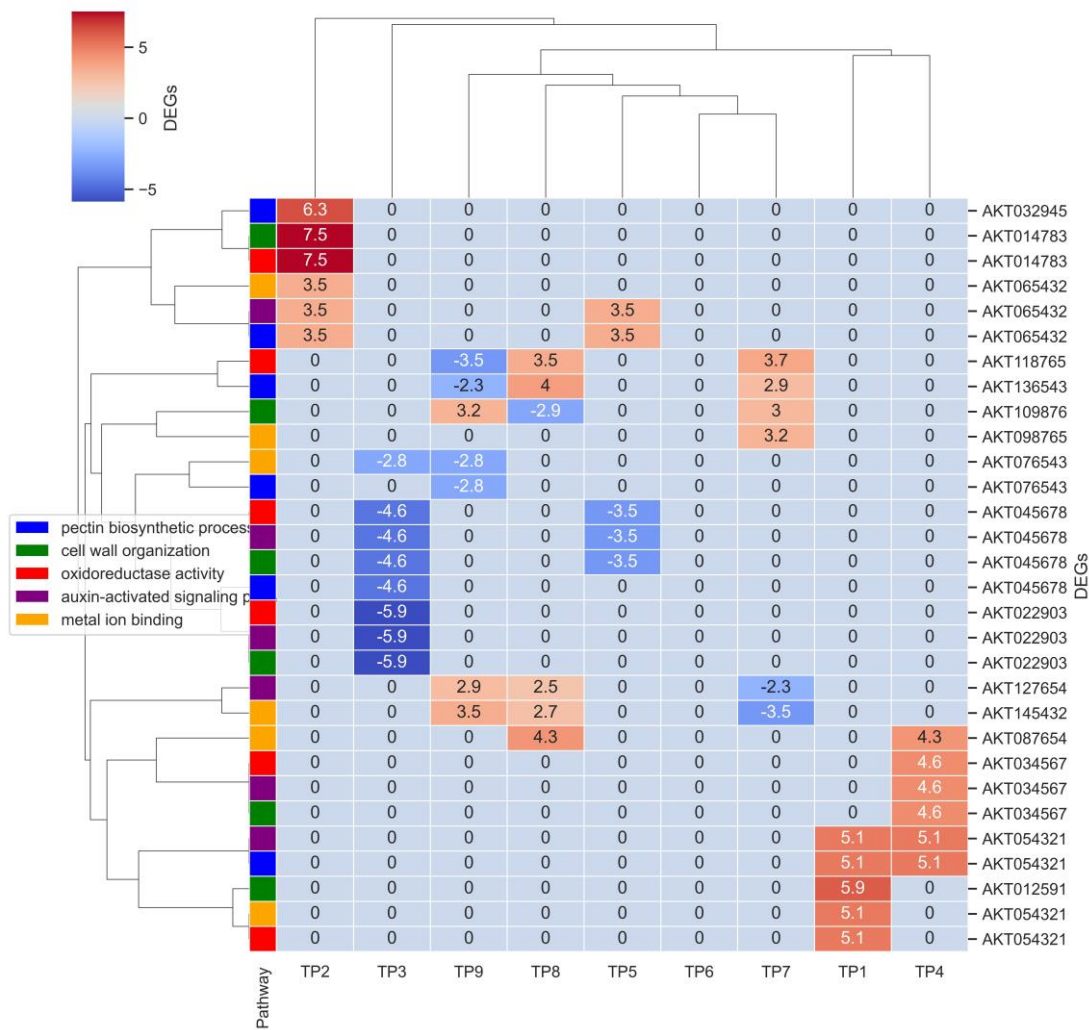 5
0
−5
DEGs
6.3 0 0 0 0 0 0 0 0 AKT032945
7.5 0 0 0 0 0 0 0 0 AKT014783
7.5 0 0 0 0 0 0 0 0 AKT014783
3.5 0 0 0 0 0 0 0 0 AKT065432
3.5 0 0 0 3.5 0 0 0 0 AKT065432
3.5 0 0 0 3.5 0 0 0 0 AKT065432
0 0 -3.5 3.5 0 0 3.7 0 0 AKT118765
0 0 -2.3 4 0 0 2.9 0 0 AKT136543
0 0 3.2 -2.9 0 0 3 0 0 AKT109876
0 0 0 0 0 0 3.2 0 0 AKT098765
0 -2.8 -2.8 0 0 0 0 0 0 AKT076543
0 0 -2.8 0 0 0 0 0 0 AKT076543
0 -4.6 0 0 -3.5 0 0 0 0 AKT045678
0 -4.6 0 0 -3.5 0 0 0 0 AKT045678
0 -4.6 0 0 -3.5 0 0 0 0 AKT045678
0 -4.6 0 0 0 0 0 0 0 AKT045678
0 -5.9 0 0 0 0 0 0 0 AKT022903
0 -5.9 0 0 0 0 0 0 0 AKT022903
0 -5.9 0 0 0 0 0 0 0 AKT022903
0 0 2.9 2.5 0 0 -2.3 0 0 AKT127654
0 0 3.5 2.7 0 0 -3.5 0 0 AKT145432
0 0 0 4.3 0 0 0 0 4.3 AKT087654
0 0 0 0 0 0 0 0 4.6 AKT034567
0 0 0 0 0 0 0 0 4.6 AKT034567
0 0 0 0 0 0 0 0 4.6 AKT034567
0 0 0 0 0 0 0 5.1 5.1 AKT054321
0 0 0 0 0 0 0 5.1 5.1 AKT054321
0 0 0 0 0 0 0 5.9 0 AKT012591
0 0 0 0 0 0 0 5.1 0 AKT054321
0 0 0 0 0 0 0 5.1 0 AKT054321
DEGs
pectin biosynthetic process
cell wall organization
oxidoreductase activity
auxin-activated signaling p
metal ion binding
Pathway
TP2 TP3 TP9 TP8 TP5 TP6 TP7 TP1 TP4